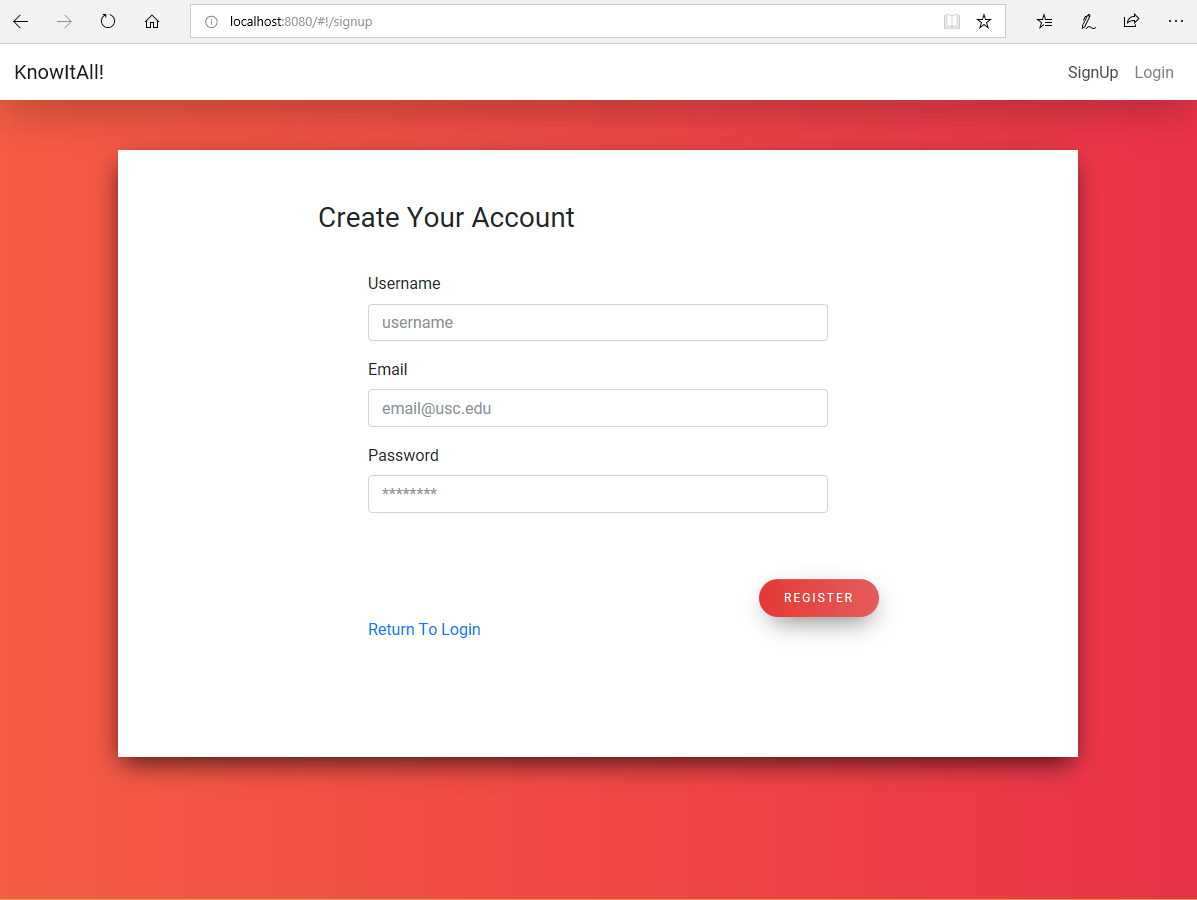 localhost:8080/#!/signup
KnowItAll!
SignUp Login
Create Your Account
Username
username
Email
email@usc.edu
Password
********
REGISTER
Return To Login